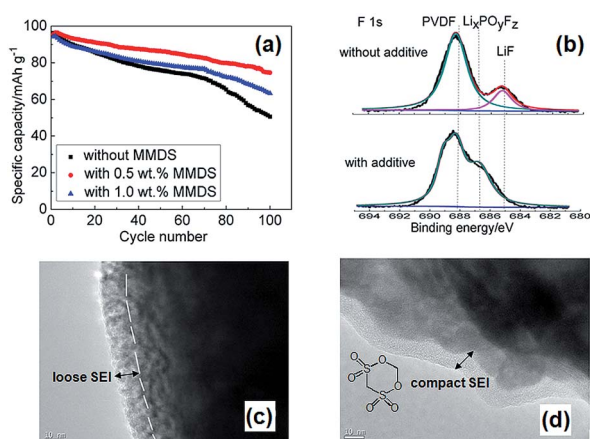 (a)
Specific capacity/mAh g⁻¹
100
80
60
40
20
0
without MMDS
with 0.5 wt.% MMDS
with 1.0 wt.% MMDS
0 20 40 60 80 100
Cycle number
F 1s PVDF LiₓPOᵧF_z
(b)
without additive
LiF
with additive
694 692 690 688 686 684 682 680
Binding energy/eV
loose SEI
(c)
10 nm
O S O O
O S O
O O
compact SEI
(d)
10 nm